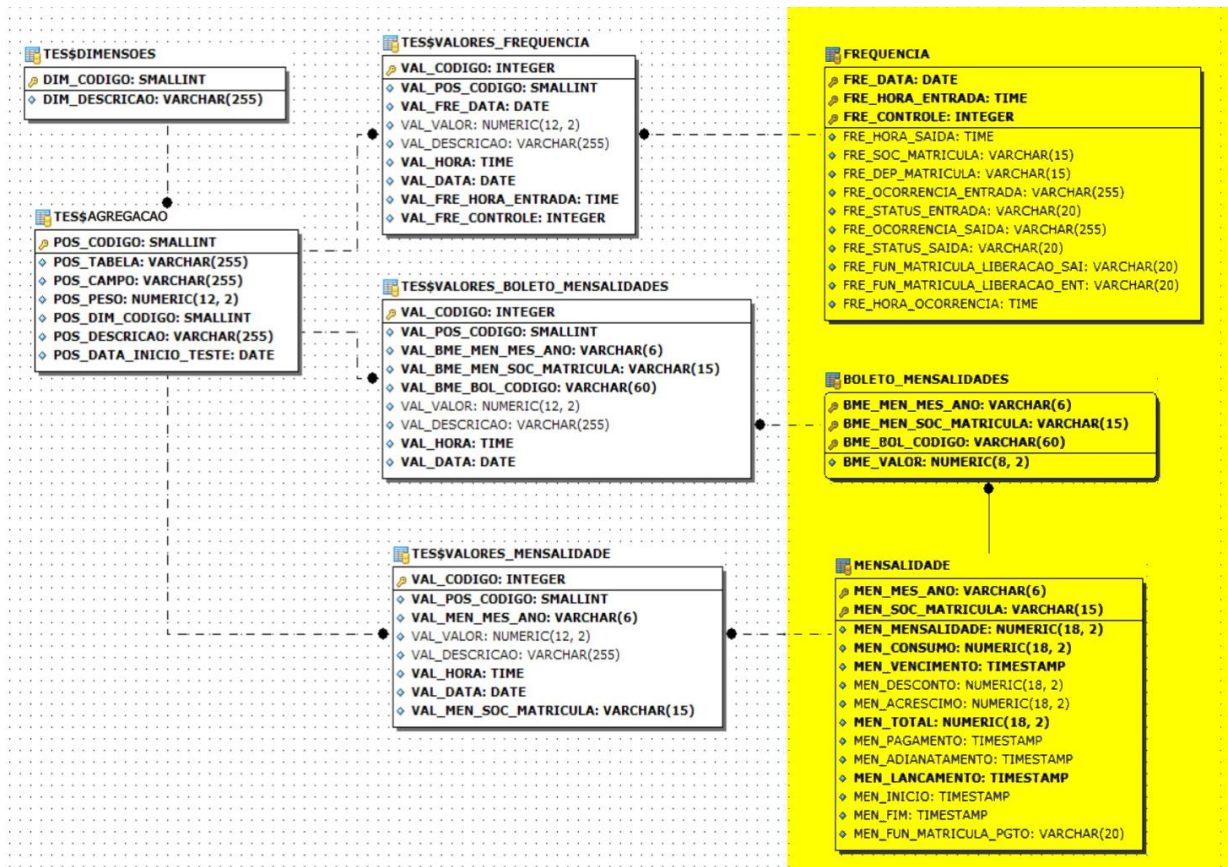 TES$DIMENSOES
DIM_CODIGO: SMALLINT
DIM_DESCRICAO: VARCHAR(255)
TES$AGREGACAO
POS_CODIGO: SMALLINT
POS_TABELA: VARCHAR(255)
POS_CAMPO: VARCHAR(255)
POS_PESO: NUMERIC(12, 2)
POS_DIM_CODIGO: SMALLINT
POS_DESCRICAO: VARCHAR(255)
POS_DATA_INICIO_TESTE: DATE
TES$VALORES_FREQUENCIA
VAL_CODIGO: INTEGER
VAL_POS_CODIGO: SMALLINT
VAL_FRE_DATA: DATE
VAL_VALOR: NUMERIC(12, 2)
VAL_DESCRICAO: VARCHAR(255)
VAL_HORA: TIME
VAL_DATA: DATE
VAL_FRE_HORA_ENTRADA: TIME
VAL_FRE_CONTROLE: INTEGER
TES$VALORES_BOLETO_MENSALIDADES
VAL_CODIGO: INTEGER
VAL_POS_CODIGO: SMALLINT
VAL_BME_MEN_MES_ANO: VARCHAR(6)
VAL_BME_MEN_SOC_MATRICULA: VARCHAR(15)
VAL_BME_BOL_CODIGO: VARCHAR(60)
VAL_VALOR: NUMERIC(12, 2)
VAL_DESCRICAO: VARCHAR(255)
VAL_HORA: TIME
VAL_DATA: DATE
TES$VALORES_MENSALIDADE
VAL_CODIGO: INTEGER
VAL_POS_CODIGO: SMALLINT
VAL_MEN_MES_ANO: VARCHAR(6)
VAL_VALOR: NUMERIC(12, 2)
VAL_DESCRICAO: VARCHAR(255)
VAL_HORA: TIME
VAL_DATA: DATE
VAL_MEN_SOC_MATRICULA: VARCHAR(15)
FREQUENCIA
FRE_DATA: DATE
FRE_HORA_ENTRADA: TIME
FRE_CONTROLE: INTEGER
FRE_HORA_SAIDA: TIME
FRE_SOC_MATRICULA: VARCHAR(15)
FRE_DEP_MATRICULA: VARCHAR(15)
FRE_OCORRENCIA_ENTRADA: VARCHAR(255)
FRE_STATUS_ENTRADA: VARCHAR(20)
FRE_OCORRENCIA_SAIDA: VARCHAR(255)
FRE_STATUS_SAIDA: VARCHAR(20)
FRE_FUN_MATRICULA_LIBERACAO_SAI: VARCHAR(20)
FRE_FUN_MATRICULA_LIBERACAO_ENT: VARCHAR(20)
FRE_HORA_OCORRENCIA: TIME
BOLETO_MENSALIDADES
BME_MEN_MES_ANO: VARCHAR(6)
BME_MEN_SOC_MATRICULA: VARCHAR(15)
BME_BOL_CODIGO: VARCHAR(60)
BME_VALOR: NUMERIC(8, 2)
MENSALIDADE
MEN_MES_ANO: VARCHAR(6)
MEN_SOC_MATRICULA: VARCHAR(15)
MEN_MENSALIDADE: NUMERIC(18, 2)
MEN_CONSUMO: NUMERIC(18, 2)
MEN_VENCIMENTO: TIMESTAMP
MEN_DESCONTO: NUMERIC(18, 2)
MEN_ACRESCIMO: NUMERIC(18, 2)
MEN_TOTAL: NUMERIC(18, 2)
MEN_PAGAMENTO: TIMESTAMP
MEN_ADIANATAMENTO: TIMESTAMP
MEN_LANCAMENTO: TIMESTAMP
MEN_INICIO: TIMESTAMP
MEN_FIM: TIMESTAMP
MEN_FUN_MATRICULA_PGTO: VARCHAR(20)